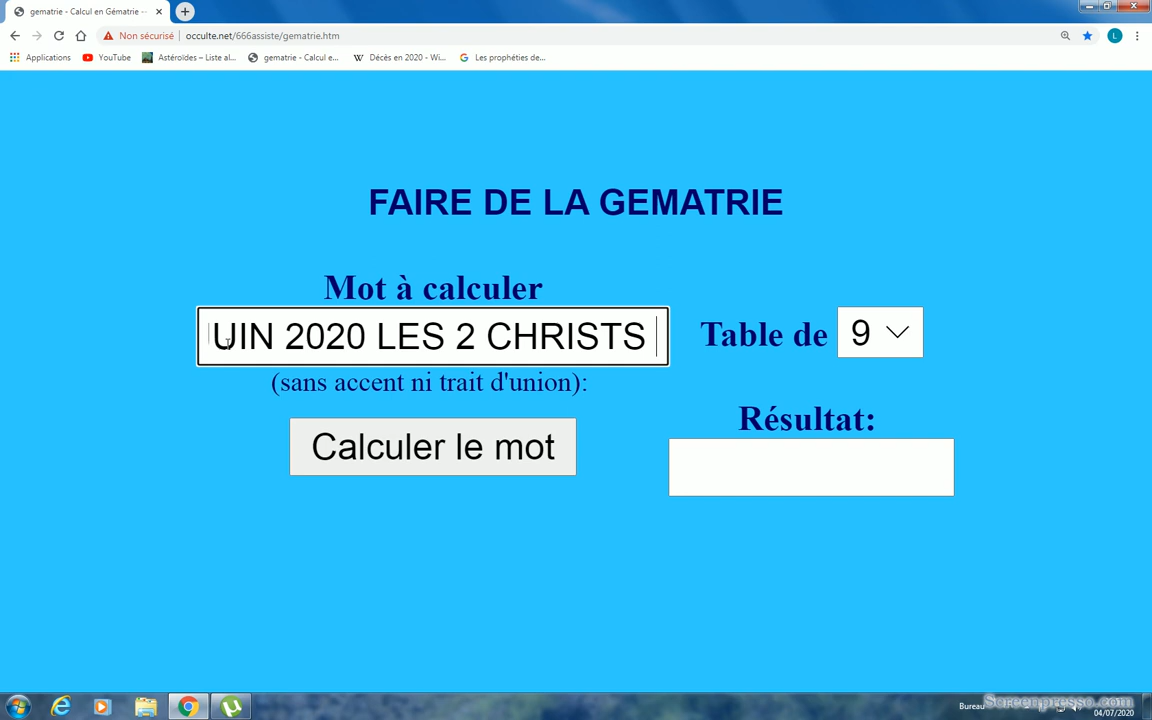 gematrie - Calcul en Gématrie -
Non sécurisé occulte.net/666assiste/gematrie.htm L
Applications YouTube Astéroïdes – Liste al... gematrie - Calcul e... Décès en 2020 - Wi... Les prophéties de...
FAIRE DE LA GEMATRIE
Mot à calculer
UIN 2020 LES 2 CHRISTS
Table de 9
(sans accent ni trait d'union):
Résultat:
Calculer le mot
Bureau
Screenpresso.com
04/07/2020